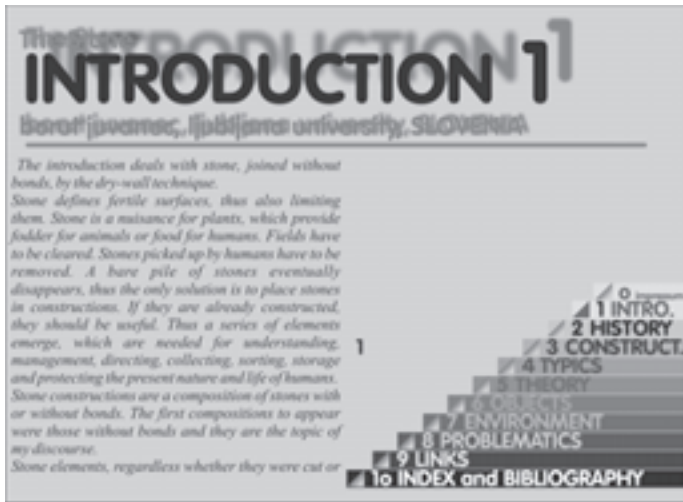 The Stone
INTRODUCTION 1
borut juvanec, ljubljana university, SLOVENIA
The introduction deals with stone, joined without
bonds, by the dry-wall technique.
Stone defines fertile surfaces, thus also limiting
them. Stone is a nuisance for plants, which provide
fodder for animals or food for humans. Fields have
to be cleared. Stones picked up by humans have to be
removed. A bare pile of stones eventually
disappears, thus the only solution is to place stones
in constructions. If they are already constructed,
they should be useful. Thus a series of elements
emerge, which are needed for understanding,
management, directing, collecting, sorting, storage
and protecting the present nature and life of humans.
Stone constructions are a composition of stones with
or without bonds. The first compositions to appear
were those without bonds and they are the topic of
my discourse.
Stone elements, regardless whether they were cut or
1
0
1 INTRO.
2 HISTORY
3 CONSTRUCT.
4 TYPICS
5 THEORY
6 OBJECTS
7 ENVIRONMENT
8 PROBLEMATICS
9 LINKS
1o INDEX and BIBLIOGRAPHY